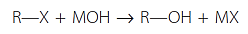 R—X + MOH → R—OH + MX